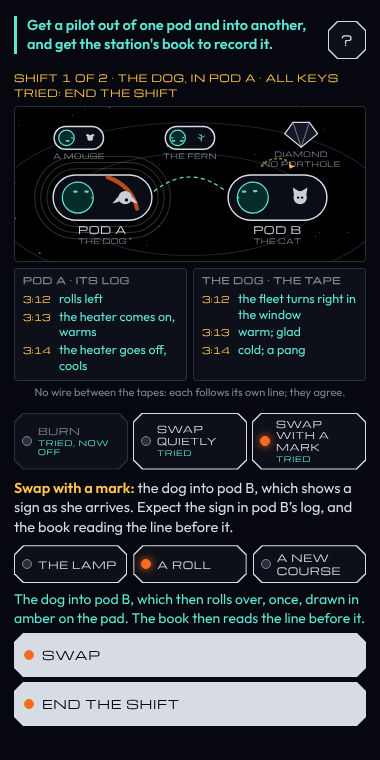 Get a pilot out of one pod and into another,
and get the station's book to record it.
?
SHIFT 1 OF 2 · THE DOG, IN POD A · ALL KEYS
TRIED: END THE SHIFT
A MOUSE
THE FERN
DIAMOND
NO PORTHOLE
POD A
THE DOG
POD B
THE CAT
POD A · ITS LOG
3:12 rolls left
3:13 the heater comes on,
warms
3:14 the heater goes off,
cools
THE DOG · THE TAPE
3:12 the fleet turns right in
the window
3:13 warm; glad
3:14 cold; a pang
No wire between the tapes: each follows its own line; they agree.
BURN
TRIED, NOW
OFF
SWAP
QUIETLY
TRIED
SWAP
WITH A
MARK
TRIED
Swap with a mark: the dog into pod B, which shows a
sign as she arrives. Expect the sign in pod B's log, and
the book reading the line before it.
THE LAMP
A ROLL
A NEW
COURSE
The dog into pod B, which then rolls over, once, drawn in
amber on the pad. The book then reads the line before it.
SWAP
END THE SHIFT